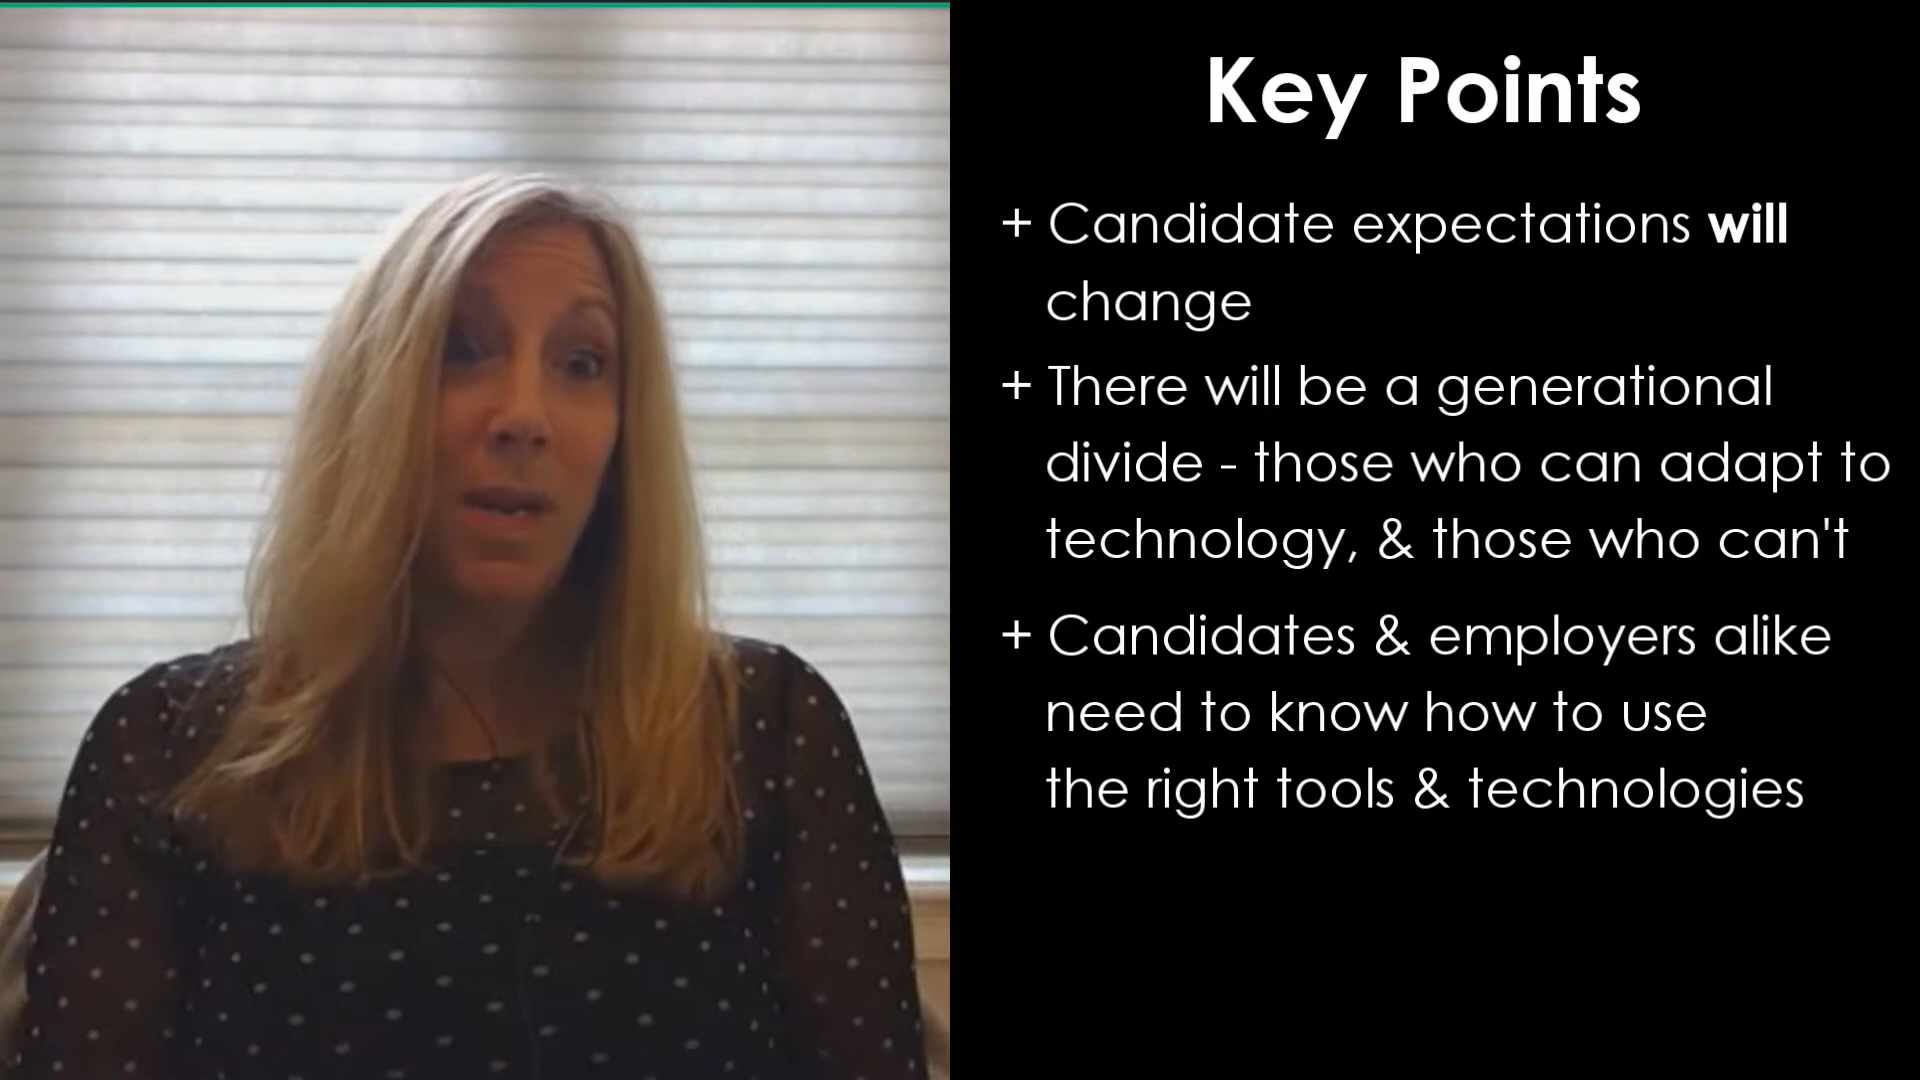 Key Points
+ Candidate expectations will
change
+ There will be a generational
divide - those who can adapt to
technology, & those who can't
+ Candidates & employers alike
need to know how to use
the right tools & technologies